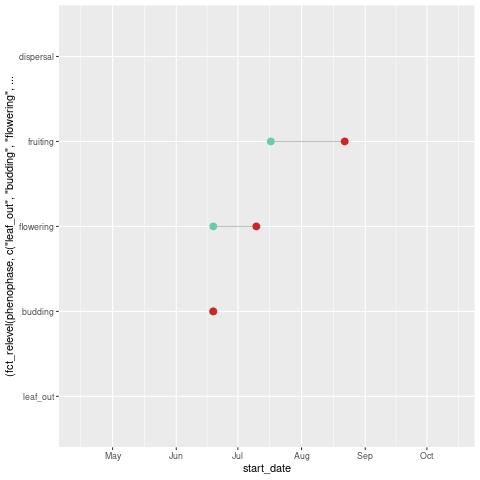 dispersal
fruiting
flowering
budding
leaf_out
(fct_relevel(phenophase, c("leaf_out", "budding", "flowering", ...
May Jun Jul Aug Sep Oct
start_date